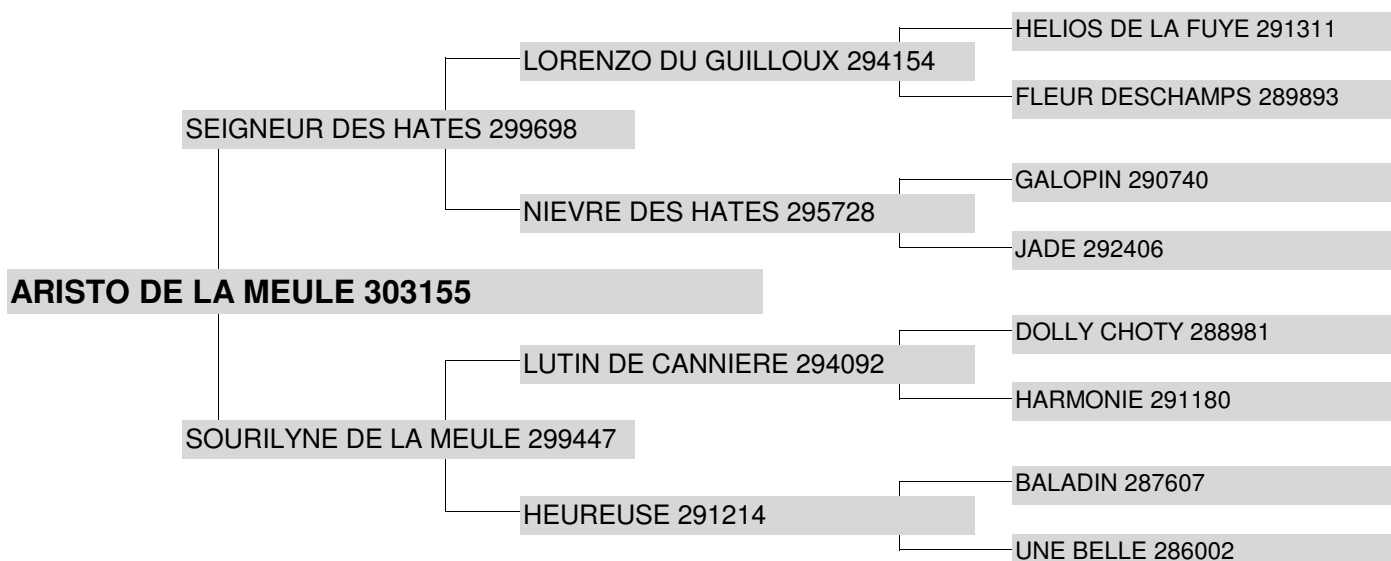 HELIOS DE LA FUYE 291311
LORENZO DU GUILLOUX 294154
FLEUR DESCHAMPS 289893
SEIGNEUR DES HATES 299698
GALOPIN 290740
NIEVRE DES HATES 295728
JADE 292406
ARISTO DE LA MEULE 303155
DOLLY CHOTY 288981
LUTIN DE CANNIERE 294092
HARMONIE 291180
SOURILYNE DE LA MEULE 299447
BALADIN 287607
HEUREUSE 291214
UNE BELLE 286002